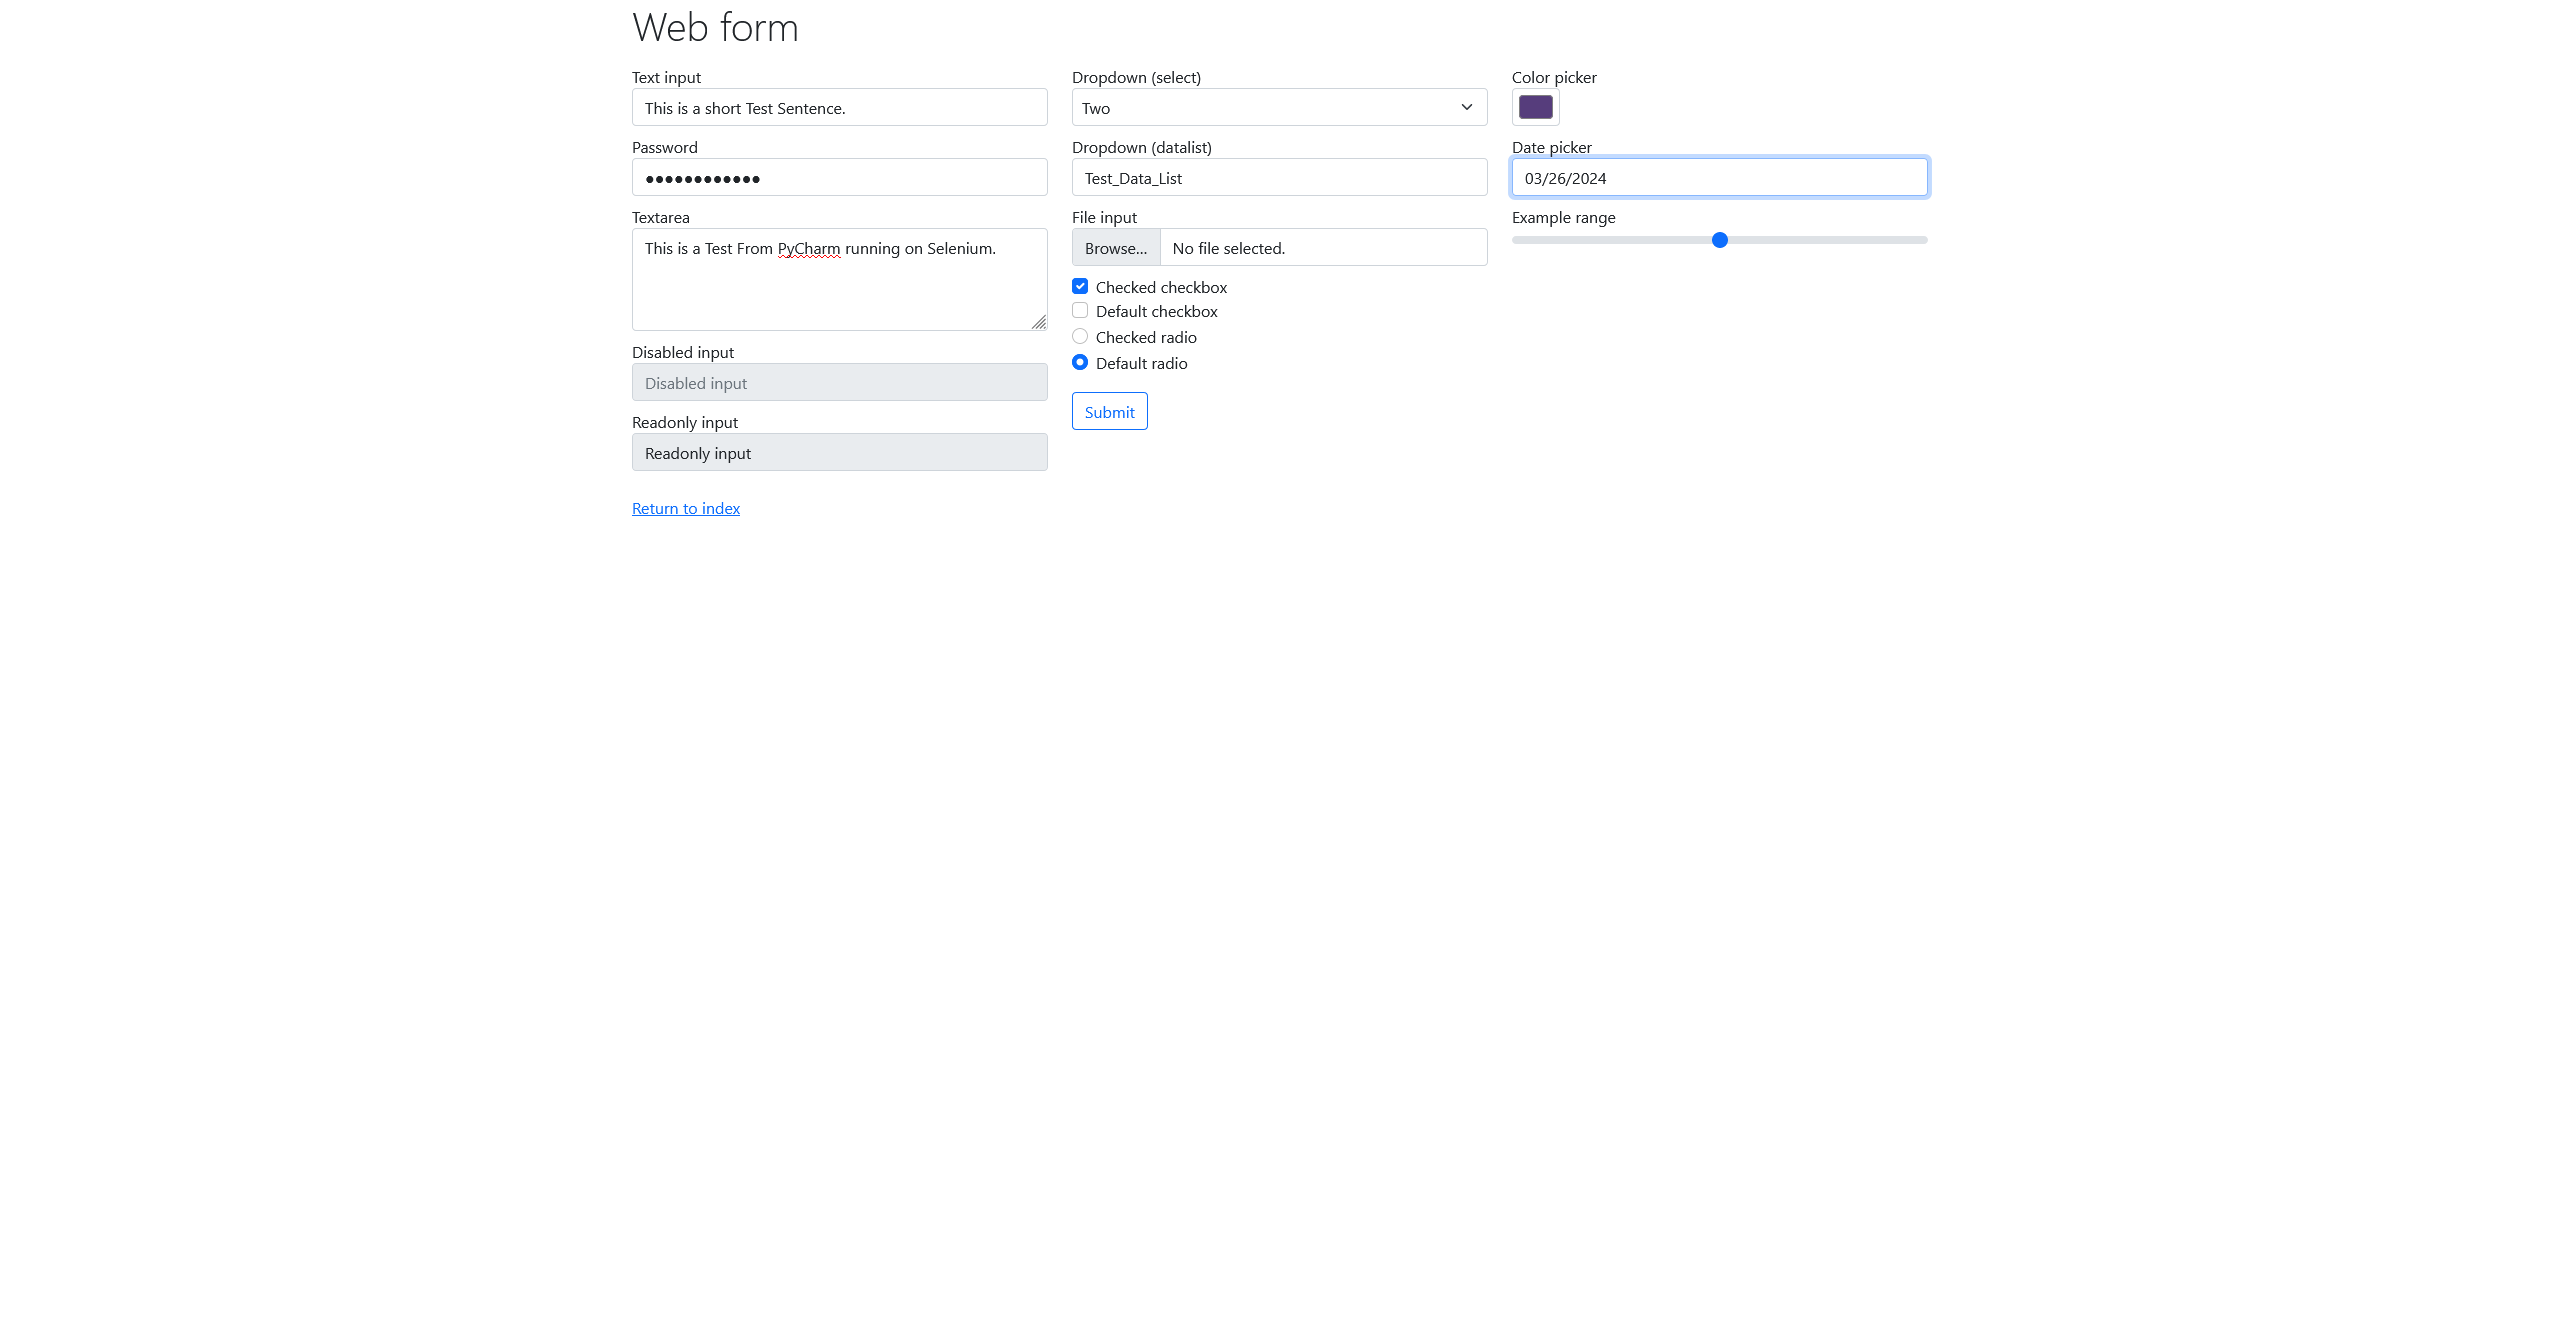 Web form
Text input
This is a short Test Sentence.
Password
●●●●●●●●●●●●
Textarea
This is a Test From PyCharm running on Selenium.
Disabled input
Disabled input
Readonly input
Readonly input
Return to index
Dropdown (select)
Two
Dropdown (datalist)
Test_Data_List
File input
Browse... No file selected.
Checked checkbox
Default checkbox
Checked radio
Default radio
Submit
Color picker
Date picker
03/26/2024
Example range